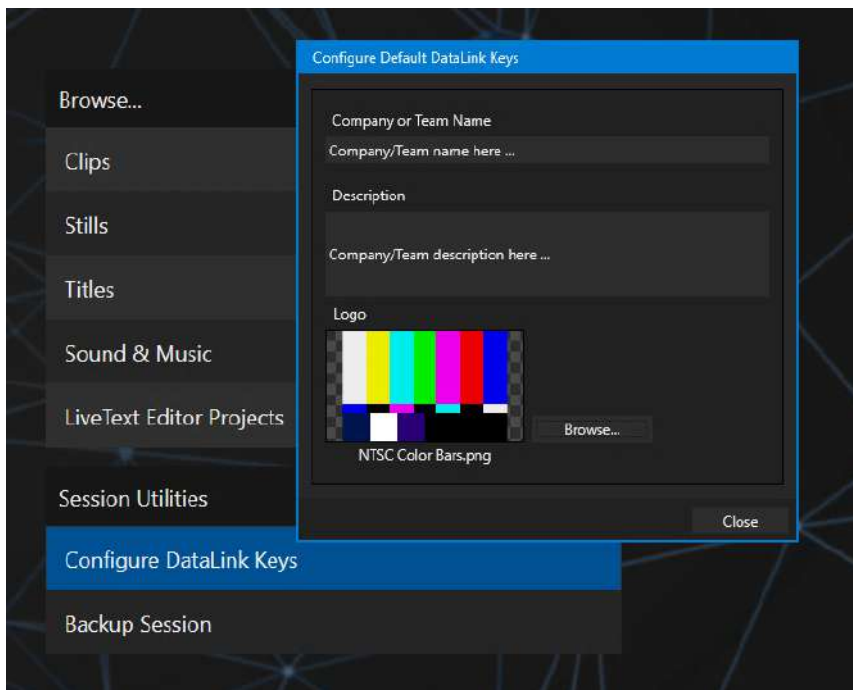 Browse...
Clips
Stills
Titles
Sound & Music
LiveText Editor Projects
Session Utilities
Configure DataLink Keys
Backup Session
Configure Default DataLink Keys
Company or Team Name
Company/Team name here ...
Description
Company/Team description here ...
Logo
NTSC Color Bars.png
Browse...
Close